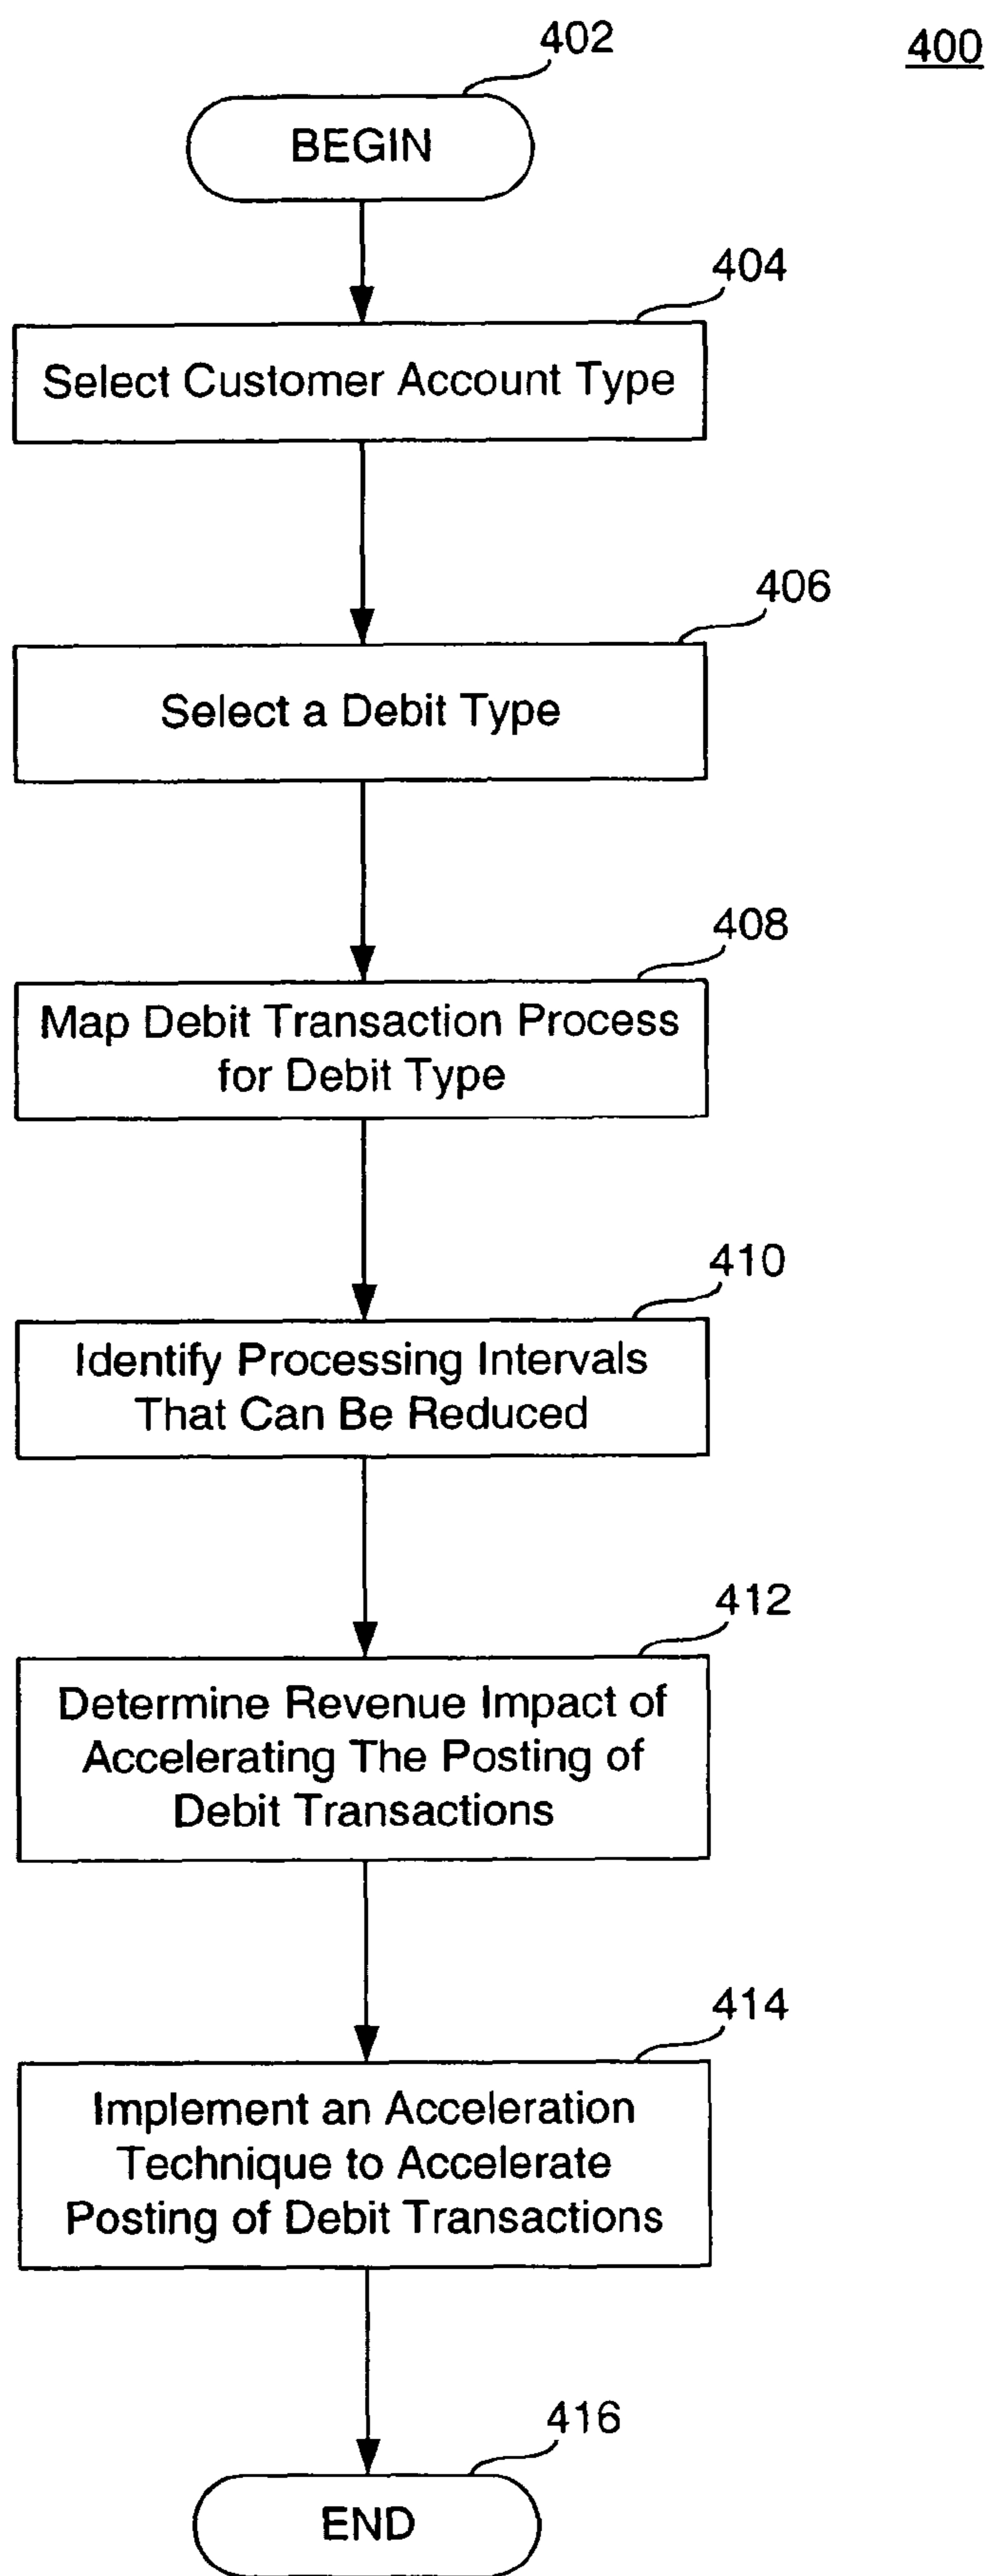 402
400
BEGIN
404
Select Customer Account Type
406
Select a Debit Type
408
Map Debit Transaction Process
for Debit Type
410
Identify Processing Intervals
That Can Be Reduced
412
Determine Revenue Impact of
Accelerating The Posting of
Debit Transactions
414
Implement an Acceleration
Technique to Accelerate
Posting of Debit Transactions
416
END